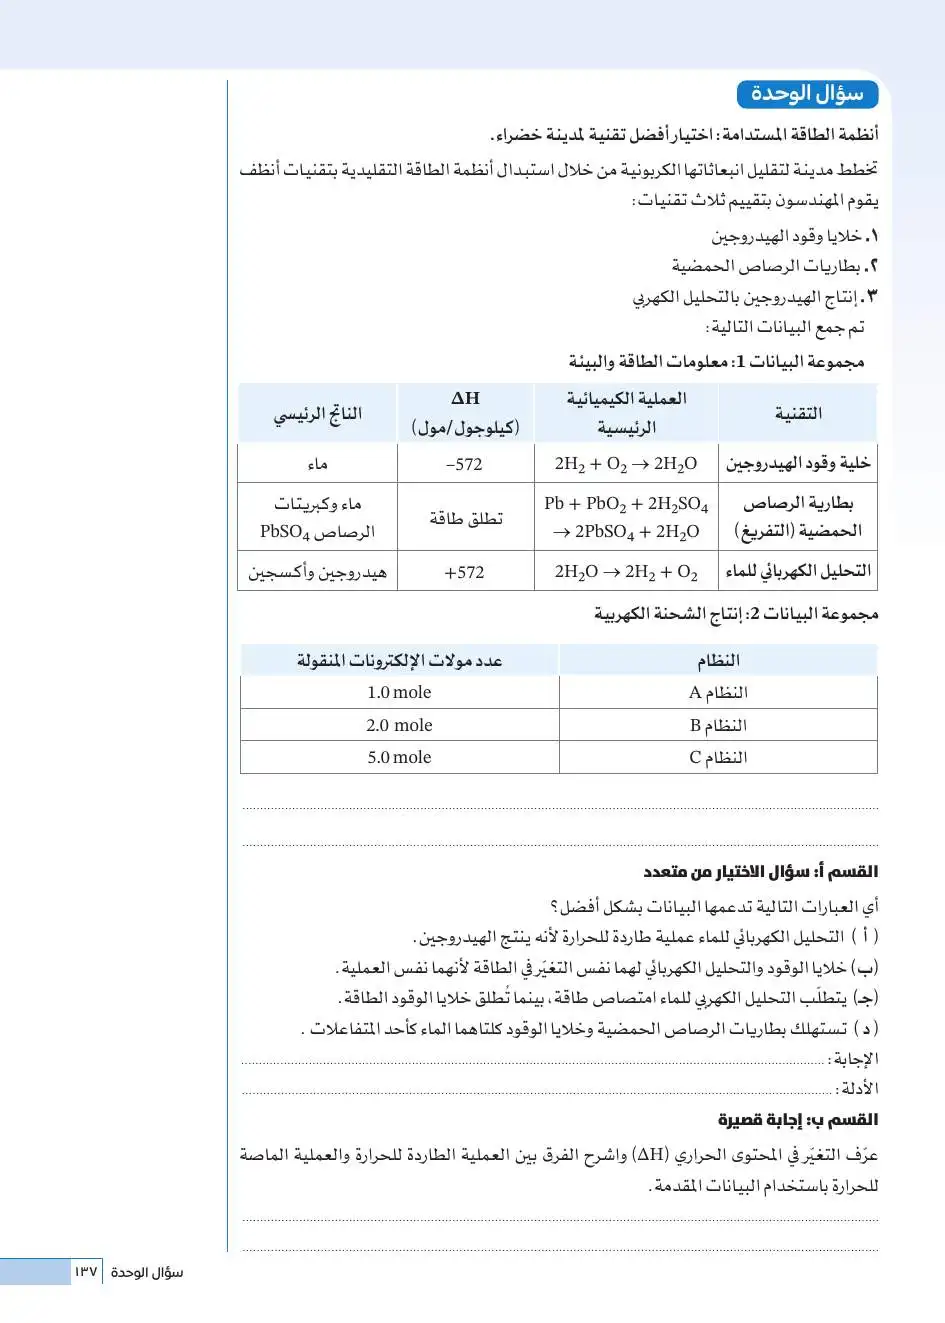 سؤال الوحدة
أنظمة الطاقة المستدامة: اختيار أفضل تقنية لمدينة خضراء.
تخطط مدينة لتقليل انبعاثاتها الكربونية من خلال استبدال أنظمة الطاقة التقليدية بتقنيات أنظف
يقوم المهندسون بتقييم ثلاث تقنيات:
١. خلايا وقود الهيدروجين
٢. بطاريات الرصاص الحمضية
٣. إنتاج الهيدروجين بالتحليل الكهربي
تم جمع البيانات التالية:
مجموعة البيانات 1: معلومات الطاقة والبيئة
التقنية | العملية الكيميائية الرئيسية | ΔH (كيلوجول/مول) | الناتج الرئيسي
خلية وقود الهيدروجين | 2H₂ + O₂ → 2H₂O | –572 | ماء
بطارية الرصاص الحمضية (التفريغ) | Pb + PbO₂ + 2H₂SO₄ → 2PbSO₄ + 2H₂O | تطلق طاقة | ماء وكبريتات الرصاص PbSO₄
التحليل الكهربائي للماء | 2H₂O → 2H₂ + O₂ | +572 | هيدروجين وأكسجين
مجموعة البيانات 2: إنتاج الشحنة الكهربية
النظام | عدد مولات الإلكترونات المنقولة
النظام A | 1.0 mole
النظام B | 2.0 mole
النظام C | 5.0 mole
القسم أ: سؤال الاختيار من متعدد
أي العبارات التالية تدعمها البيانات بشكل أفضل؟
( أ ) التحليل الكهربائي للماء عملية طاردة للحرارة لأنه ينتج الهيدروجين.
(ب) خلايا الوقود والتحليل الكهربائي لهما نفس التغيّر في الطاقة لأنهما نفس العملية.
(جـ) يتطلّب التحليل الكهربي للماء امتصاص طاقة، بينما تُطلق خلايا الوقود الطاقة.
( د ) تستهلك بطاريات الرصاص الحمضية وخلايا الوقود كلتاهما الماء كأحد المتفاعلات .
الإجابة:
الأدلة:
القسم ب: إجابة قصيرة
عرّف التغيّر في المحتوى الحراري (ΔH) واشرح الفرق بين العملية الطاردة للحرارة والعملية الماصة
للحرارة باستخدام البيانات المقدمة.
سؤال الوحدة ١٣٧